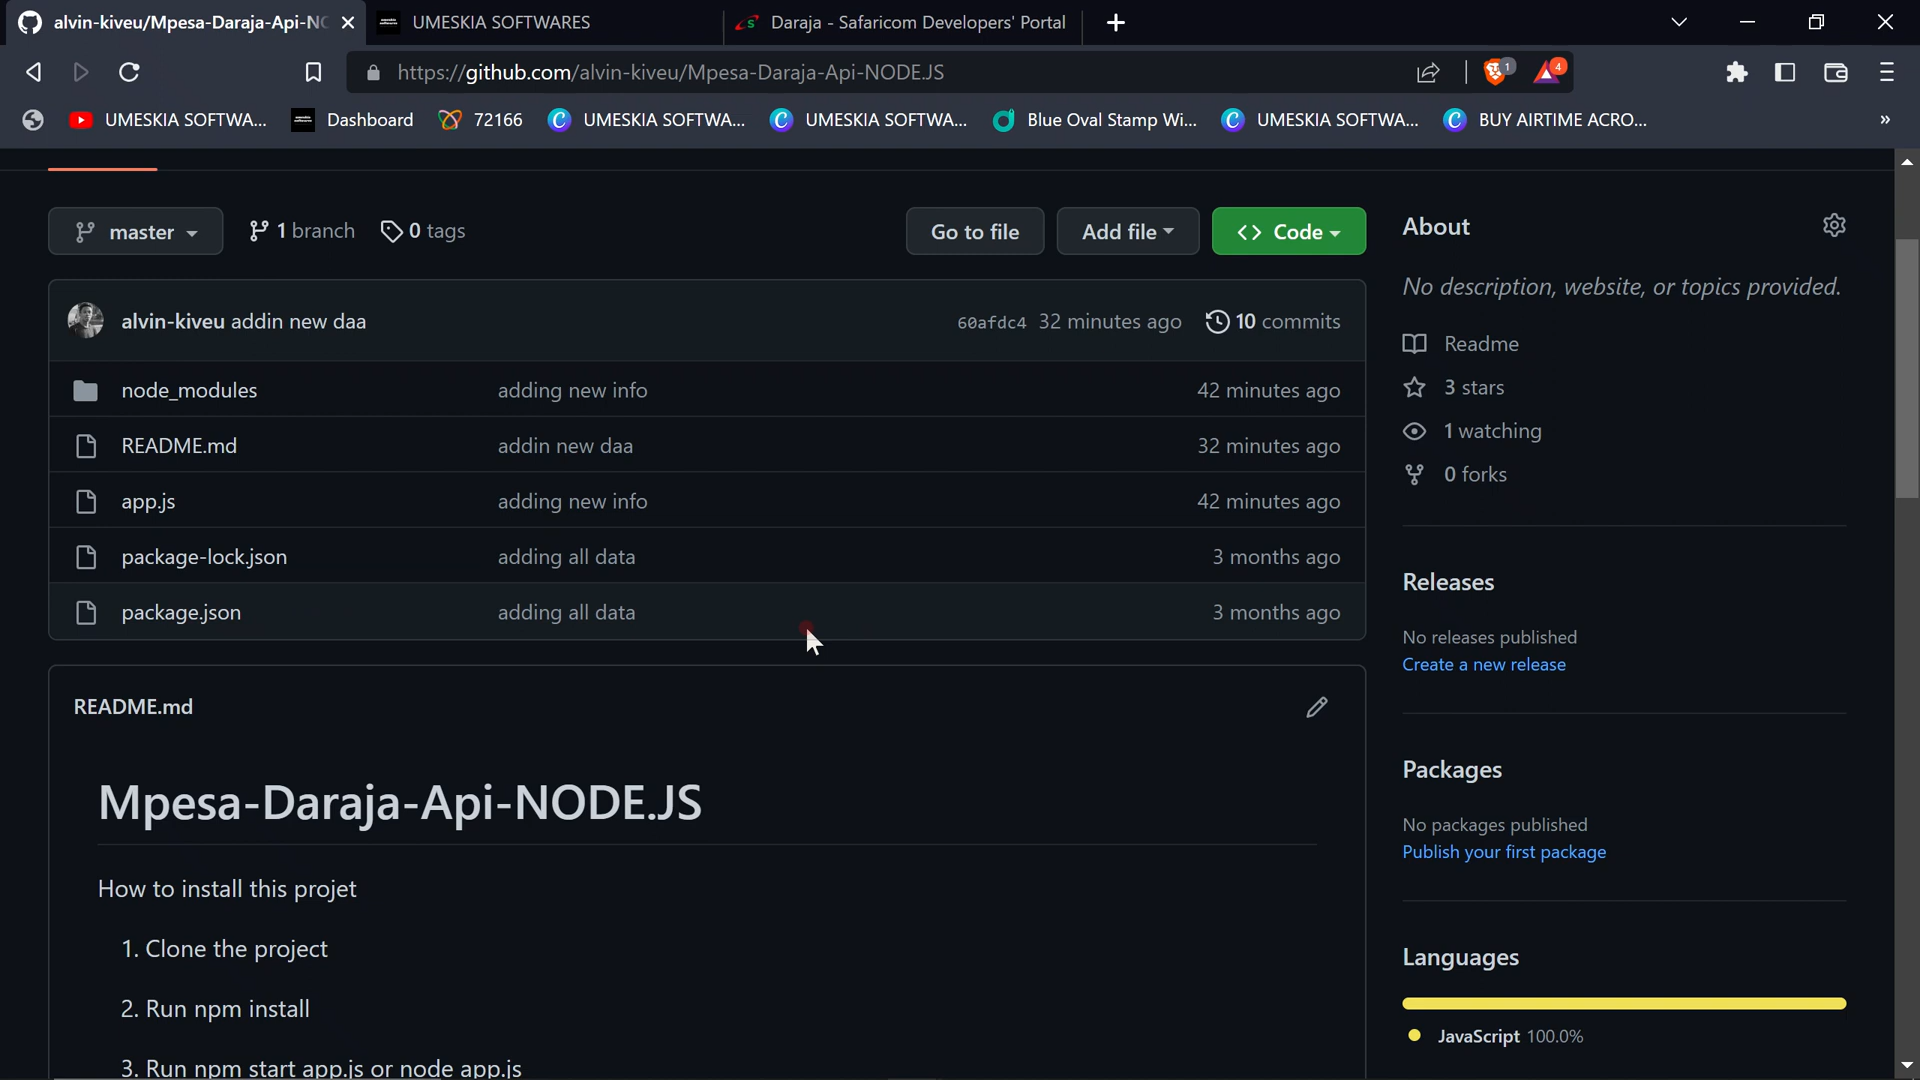 alvin-kiveu/Mpesa-Daraja-Api-NO
UMESKIA SOFTWARES
Daraja - Safaricom Developers' Portal
https://github.com/alvin-kiveu/Mpesa-Daraja-Api-NODE.JS
1
4
UMESKIA SOFTWA...
Dashboard
72166
UMESKIA SOFTWA...
UMESKIA SOFTWA...
Blue Oval Stamp Wi...
UMESKIA SOFTWA...
BUY AIRTIME ACRO...
»
master
1 branch
0 tags
Go to file
Add file
<> Code
About
No description, website, or topics provided.
alvin-kiveu addin new daa
60afdc4 32 minutes ago
10 commits
Readme
node_modules
adding new info
42 minutes ago
3 stars
README.md
addin new daa
32 minutes ago
1 watching
app.js
adding new info
42 minutes ago
0 forks
package-lock.json
adding all data
3 months ago
Releases
package.json
adding all data
3 months ago
No releases published
Create a new release
README.md
Packages
Mpesa-Daraja-Api-NODE.JS
No packages published
Publish your first package
How to install this projet
1. Clone the project
Languages
2. Run npm install
JavaScript 100.0%
3. Run npm start app.js or node app.js